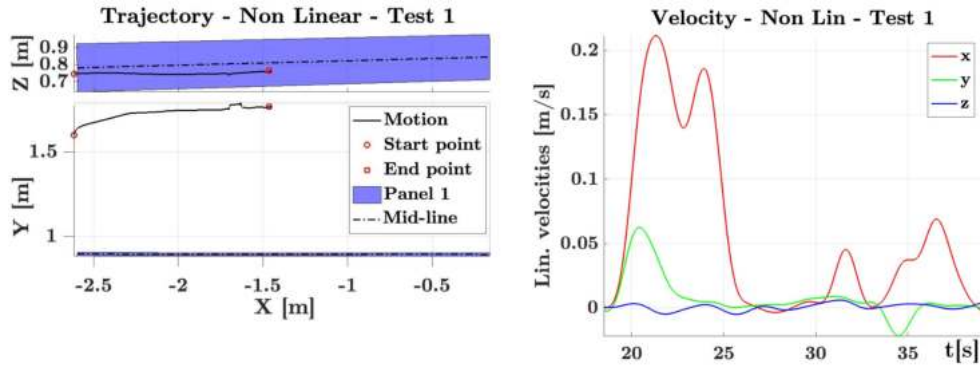 Trajectory - Non Linear - Test 1
Z [m]
0.9
0.8
0.7
Y [m]
1.5
1
Motion
Start point
End point
Panel 1
Mid-line
-2.5 -2 -1.5 -1 -0.5
X [m]
Velocity - Non Lin - Test 1
Lin. velocities [m/s]
0.2
0.15
0.1
0.05
0
x
y
z
20 25 30 35 t[s]